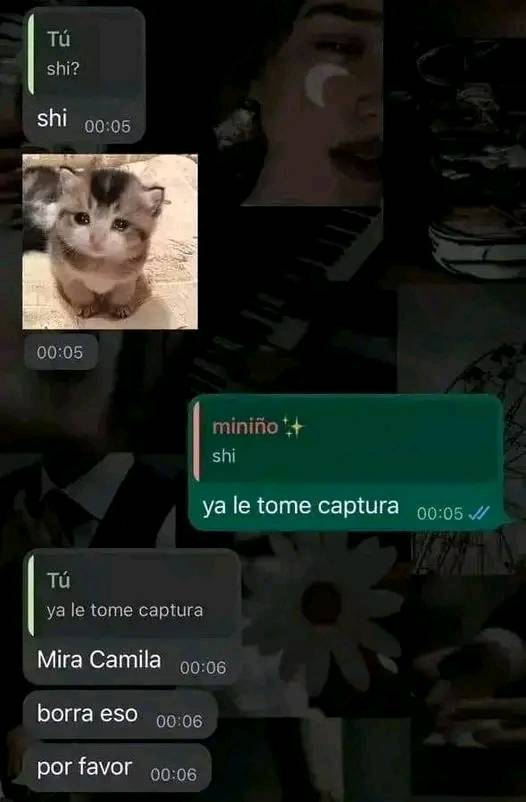 Tú
shi?
shi 00:05
00:05
miniño✨
shi
ya le tome captura 00:05
Tú
ya le tome captura
Mira Camila 00:06
borra eso 00:06
por favor 00:06